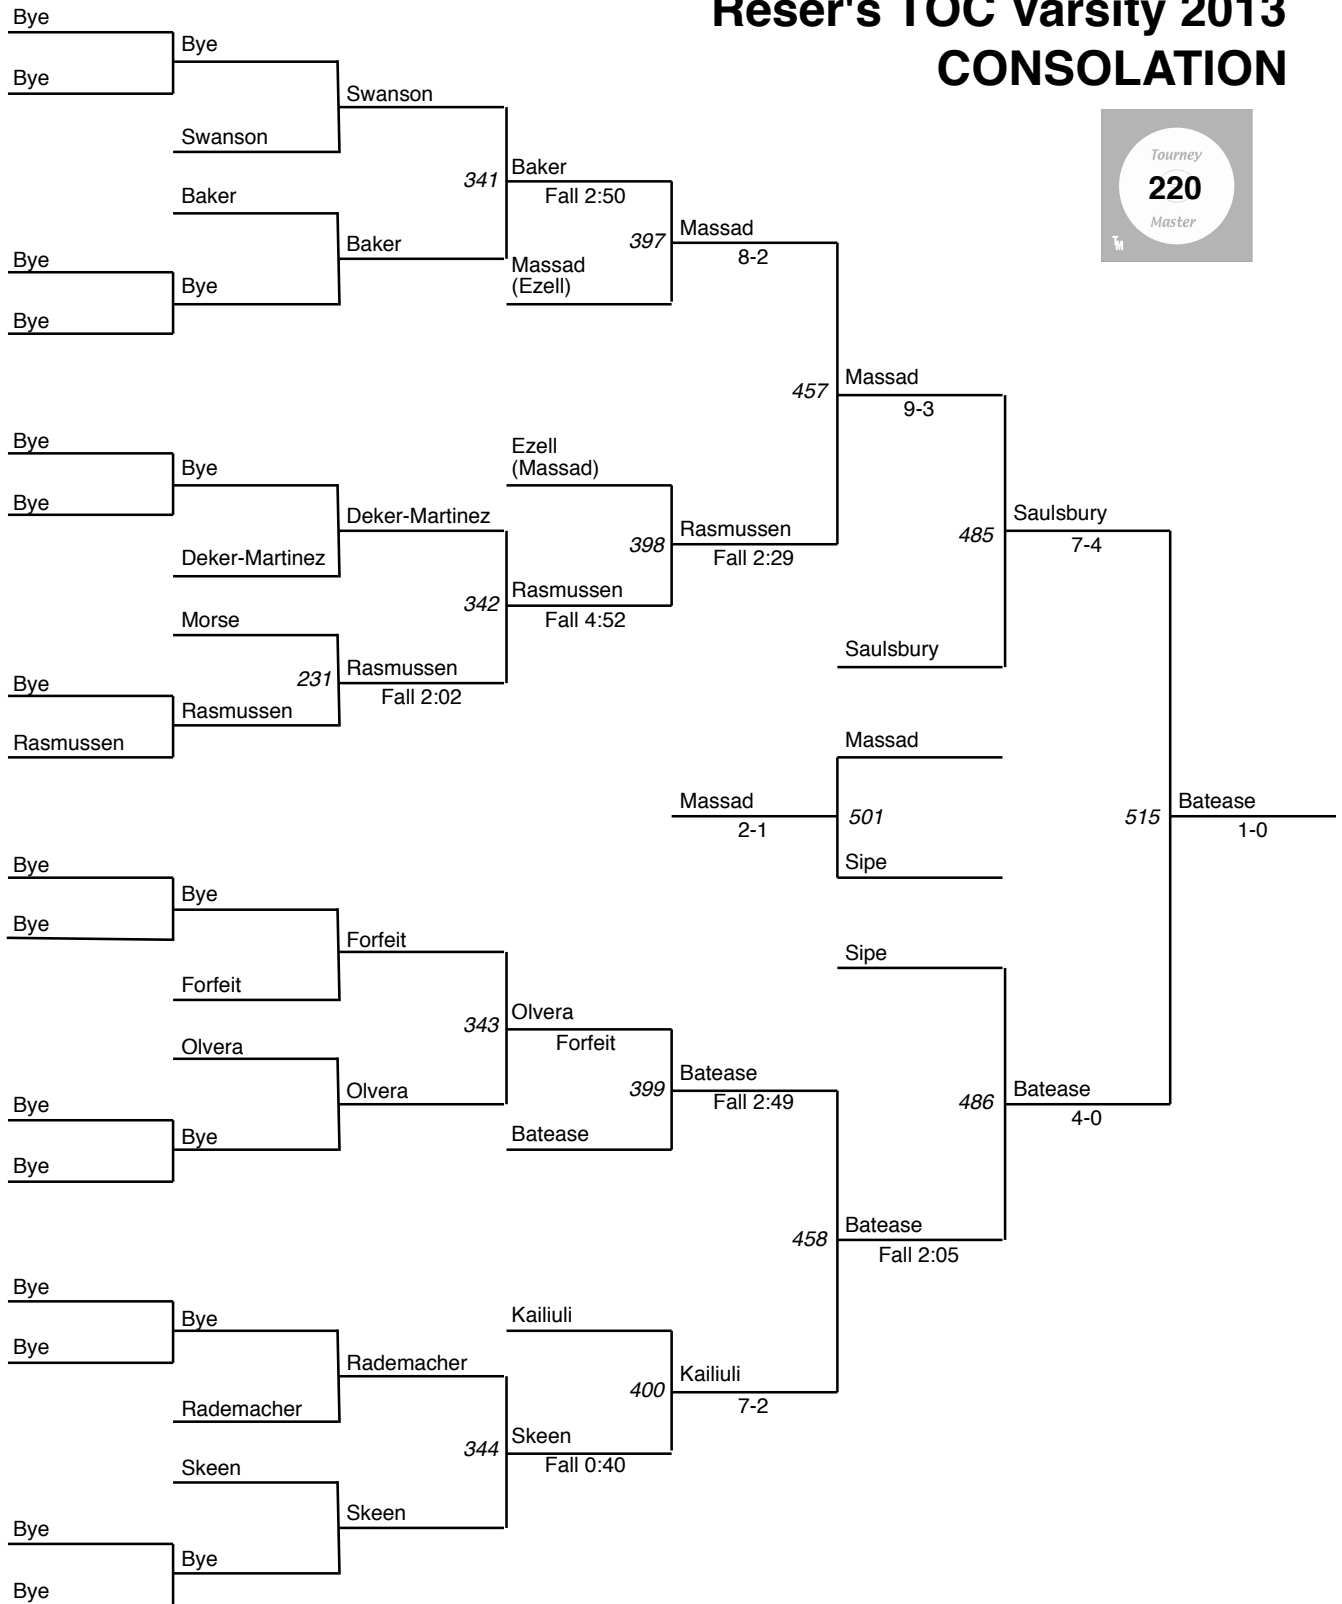 Reser's TOC Varsity 2013
CONSOLATION
Tourney
220
Master
TM
Bye
Bye
Bye
Swanson
Swanson
341
Baker
Fall 2:50
Baker
Baker
397
Massad
8-2
Massad
(Ezell)
Bye
Bye
Bye
457
Massad
9-3
Bye
Bye
Bye
Ezell
(Massad)
Deker-Martinez
Deker-Martinez
398
Rasmussen
Fall 2:29
485
Saulsbury
7-4
342
Rasmussen
Fall 4:52
Morse
231
Rasmussen
Fall 2:02
Saulsbury
Bye
Rasmussen
Rasmussen
Massad
Massad
2-1
501
515
Batease
1-0
Sipe
Bye
Bye
Bye
Forfeit
Sipe
Forfeit
343
Olvera
Forfeit
Olvera
Olvera
399
Batease
Fall 2:49
486
Batease
4-0
Bye
Bye
Batease
Bye
458
Batease
Fall 2:05
Bye
Bye
Bye
Kailiuli
Rademacher
400
Kailiuli
7-2
Rademacher
344
Skeen
Fall 0:40
Skeen
Skeen
Bye
Bye
Bye